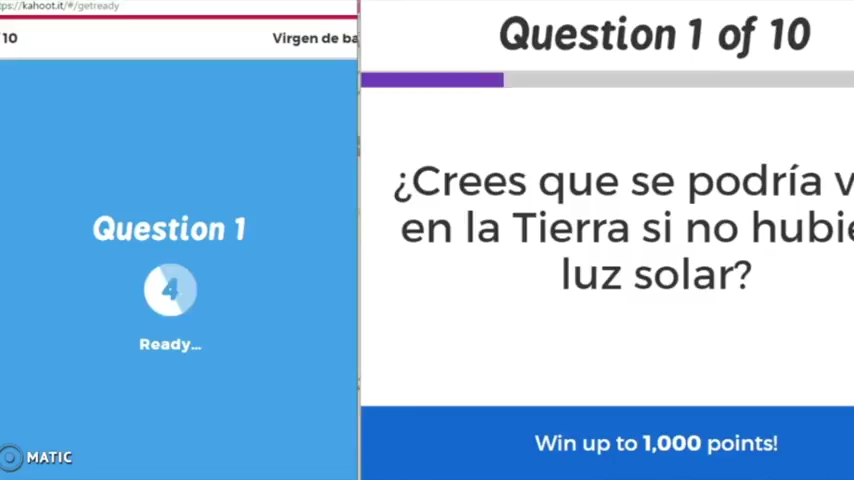 tps://kahoot.it/#/getready
10
Virgen de ba
Question 1
4
Ready...
MATIC
Question 1 of 10
¿Crees que se podría v
en la Tierra si no hubie
luz solar?
Win up to 1,000 points!